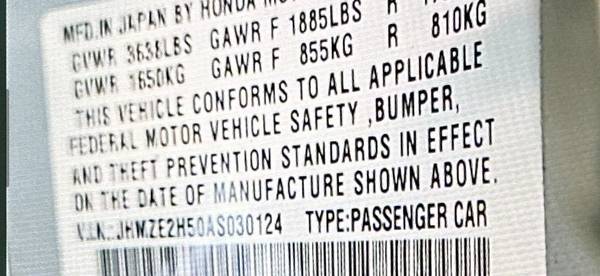 MFD. IN JAPAN BY HONDA
GVWR 3638LBS GAWR F 1885LBS R
GVWR 1650KG GAWR F 855KG R 810KG
THIS VEHICLE CONFORMS TO ALL APPLICABLE
FEDERAL MOTOR VEHICLE SAFETY ,BUMPER,
AND THEFT PREVENTION STANDARDS IN EFFECT
ON THE DATE OF MANUFACTURE SHOWN ABOVE.
V.I.N.:JHMZE2H50AS030124 TYPE:PASSENGER CAR